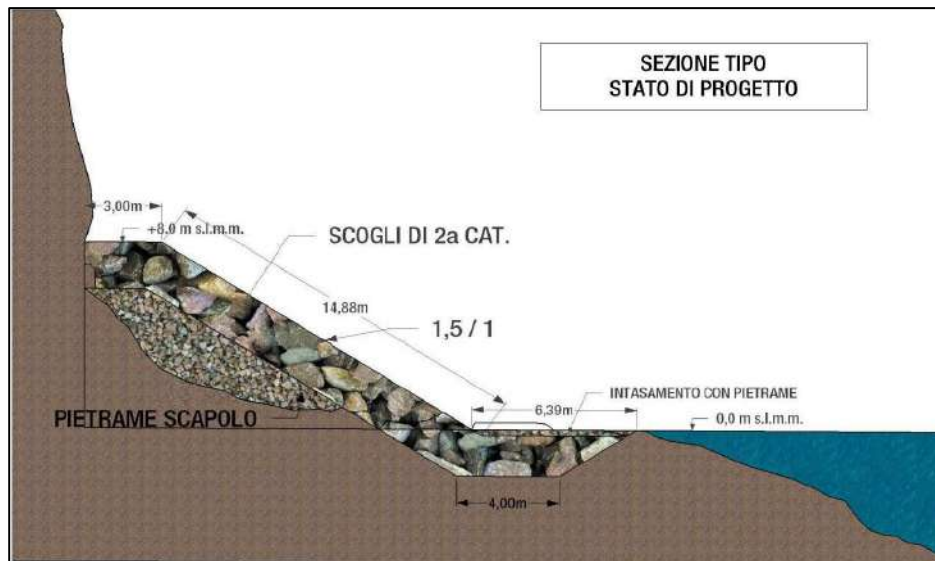 SEZIONE TIPO
STATO DI PROGETTO
3,00m
+8,0 m s.l.m.m.
SCOGLI DI 2a CAT.
14,88m
1,5 / 1
INTASAMENTO CON PIETRAME
6,39m
0,0 m s.l.m.m.
PIETRAME SCAPOLO
4,00m